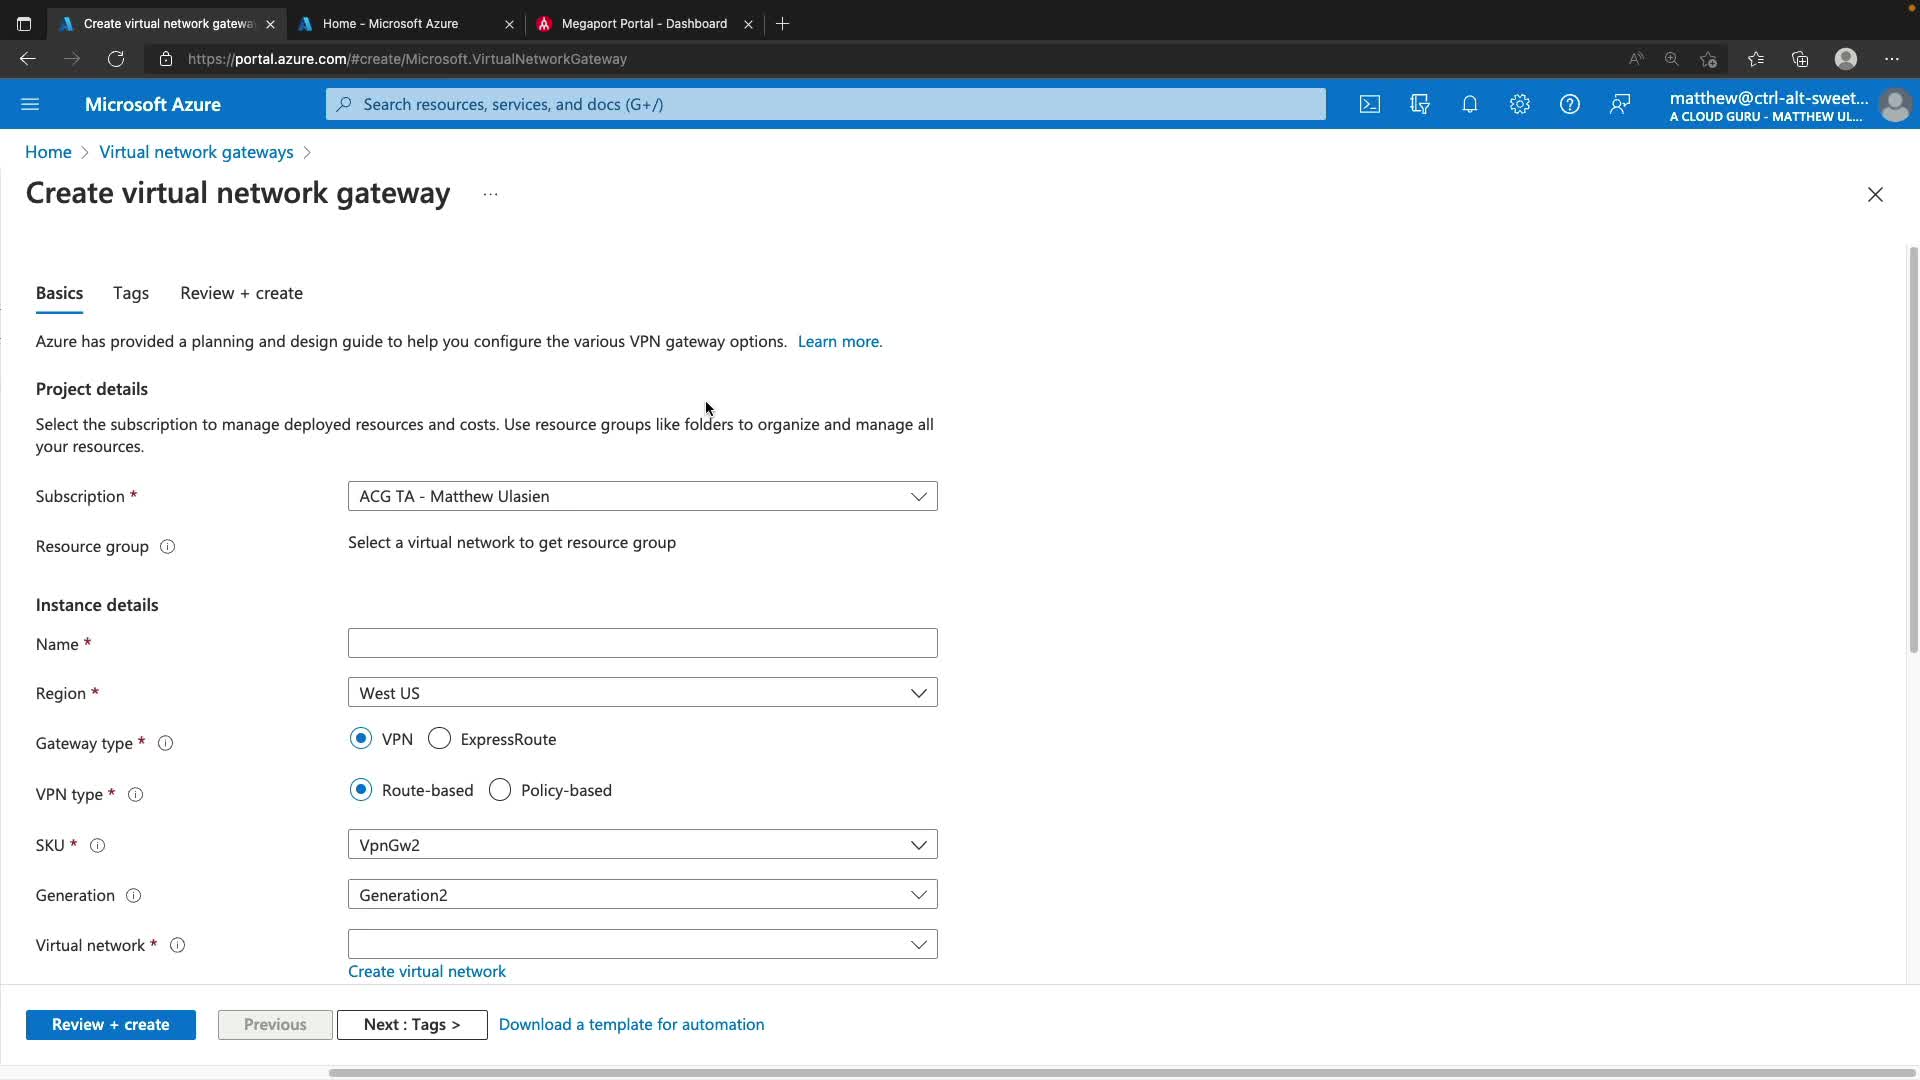 Create virtual network gatewa
Home - Microsoft Azure
Megaport Portal - Dashboard
https://portal.azure.com/#create/Microsoft.VirtualNetworkGateway
Microsoft Azure
Search resources, services, and docs (G+/)
matthew@ctrl-alt-sweet...
A CLOUD GURU - MATTHEW UL...
Home > Virtual network gateways >
Create virtual network gateway ...
Basics
Tags
Review + create
Azure has provided a planning and design guide to help you configure the various VPN gateway options. Learn more.
Project details
Select the subscription to manage deployed resources and costs. Use resource groups like folders to organize and manage all
your resources.
Subscription *
ACG TA - Matthew Ulasien
Resource group
Select a virtual network to get resource group
Instance details
Name *
Region *
West US
Gateway type *
VPN
ExpressRoute
VPN type *
Route-based
Policy-based
SKU *
VpnGw2
Generation
Generation2
Virtual network *
Create virtual network
Review + create
Previous
Next : Tags >
Download a template for automation